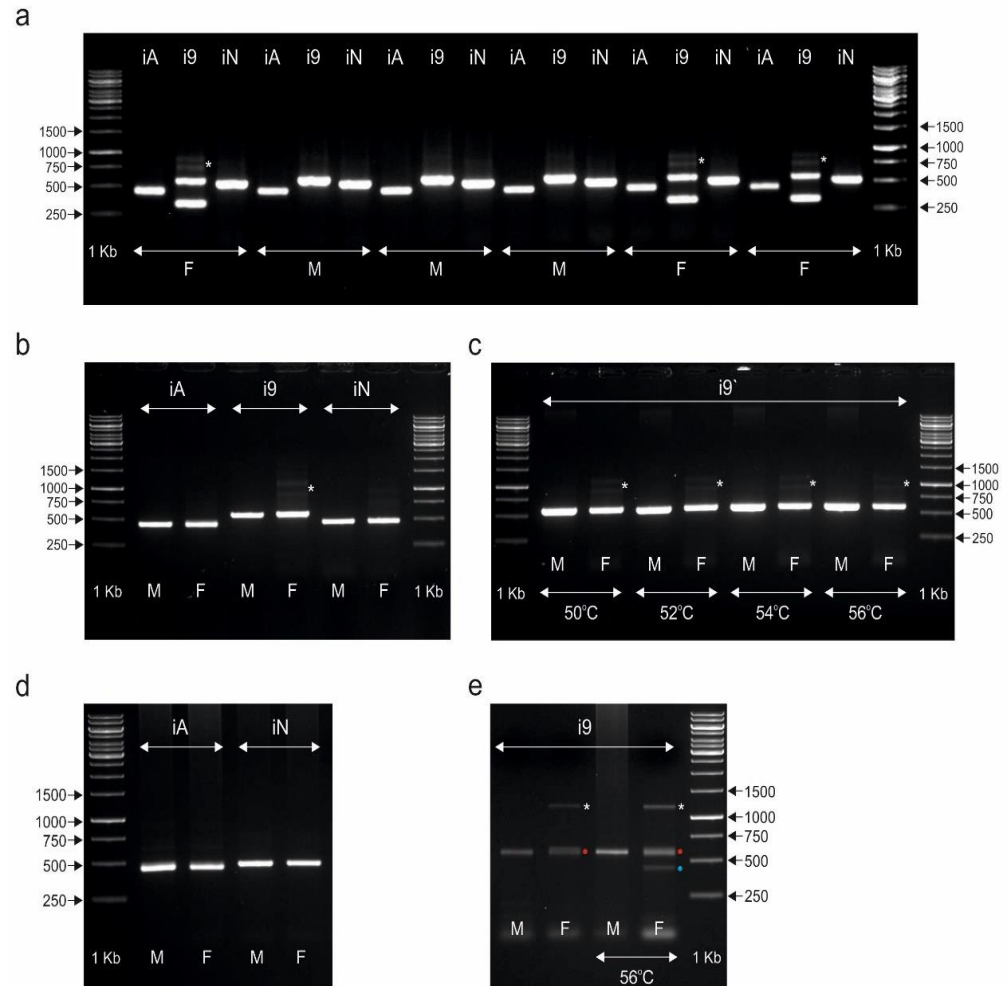 a
iA i9 iN iA i9 iN iA i9 iN iA i9 iN iA i9 iN iA i9 iN
1500
1000
750
500
250
*
*
*
1500
1000
750
500
250
1 Kb
F M M M F F
1 Kb
b
iA i9 iN
1500
1000
750
500
250
*
1 Kb M F M F M F 1 Kb
c
i9`
* * * *
1500
1000
750
500
250
M F M F M F M F
1 Kb 50°C 52°C 54°C 56°C 1 Kb
d
iA iN
1500
1000
750
500
250
1 Kb M F M F
e
i9
* *
1500
1000
750
500
250
M F M F
56°C
1 Kb